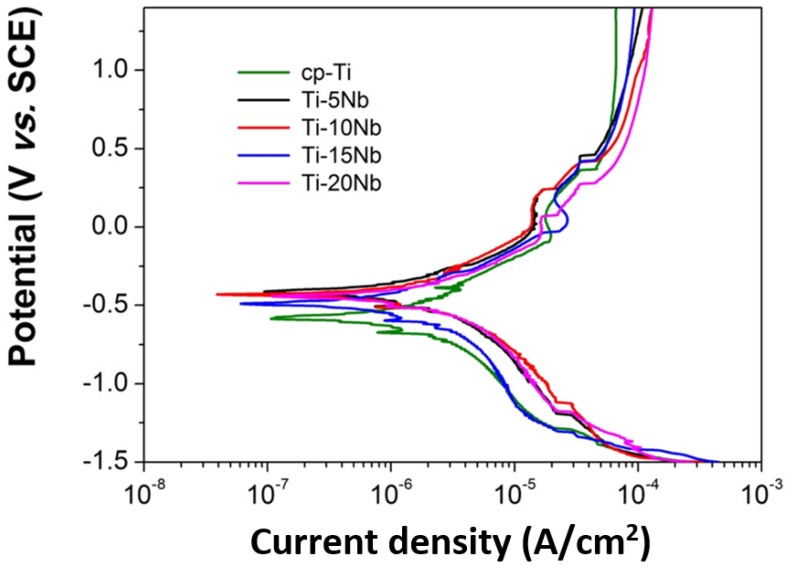 Potential (V vs. SCE)
1.0
0.5
0.0
-0.5
-1.0
-1.5
cp-Ti
Ti-5Nb
Ti-10Nb
Ti-15Nb
Ti-20Nb
10⁻⁸ 10⁻⁷ 10⁻⁶ 10⁻⁵ 10⁻⁴ 10⁻³
Current density (A/cm²)